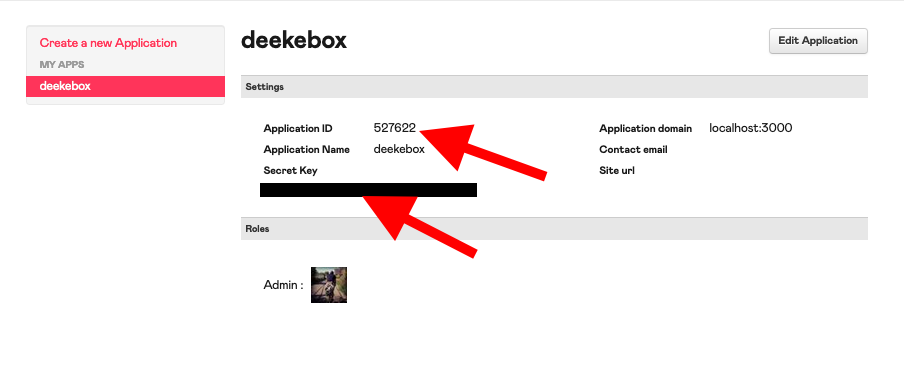 Create a new Application
MY APPS
deekebox
deekebox
Edit Application
Settings
Application ID 527622
Application Name deekebox
Secret Key
Application domain localhost:3000
Contact email
Site url
Roles
Admin :